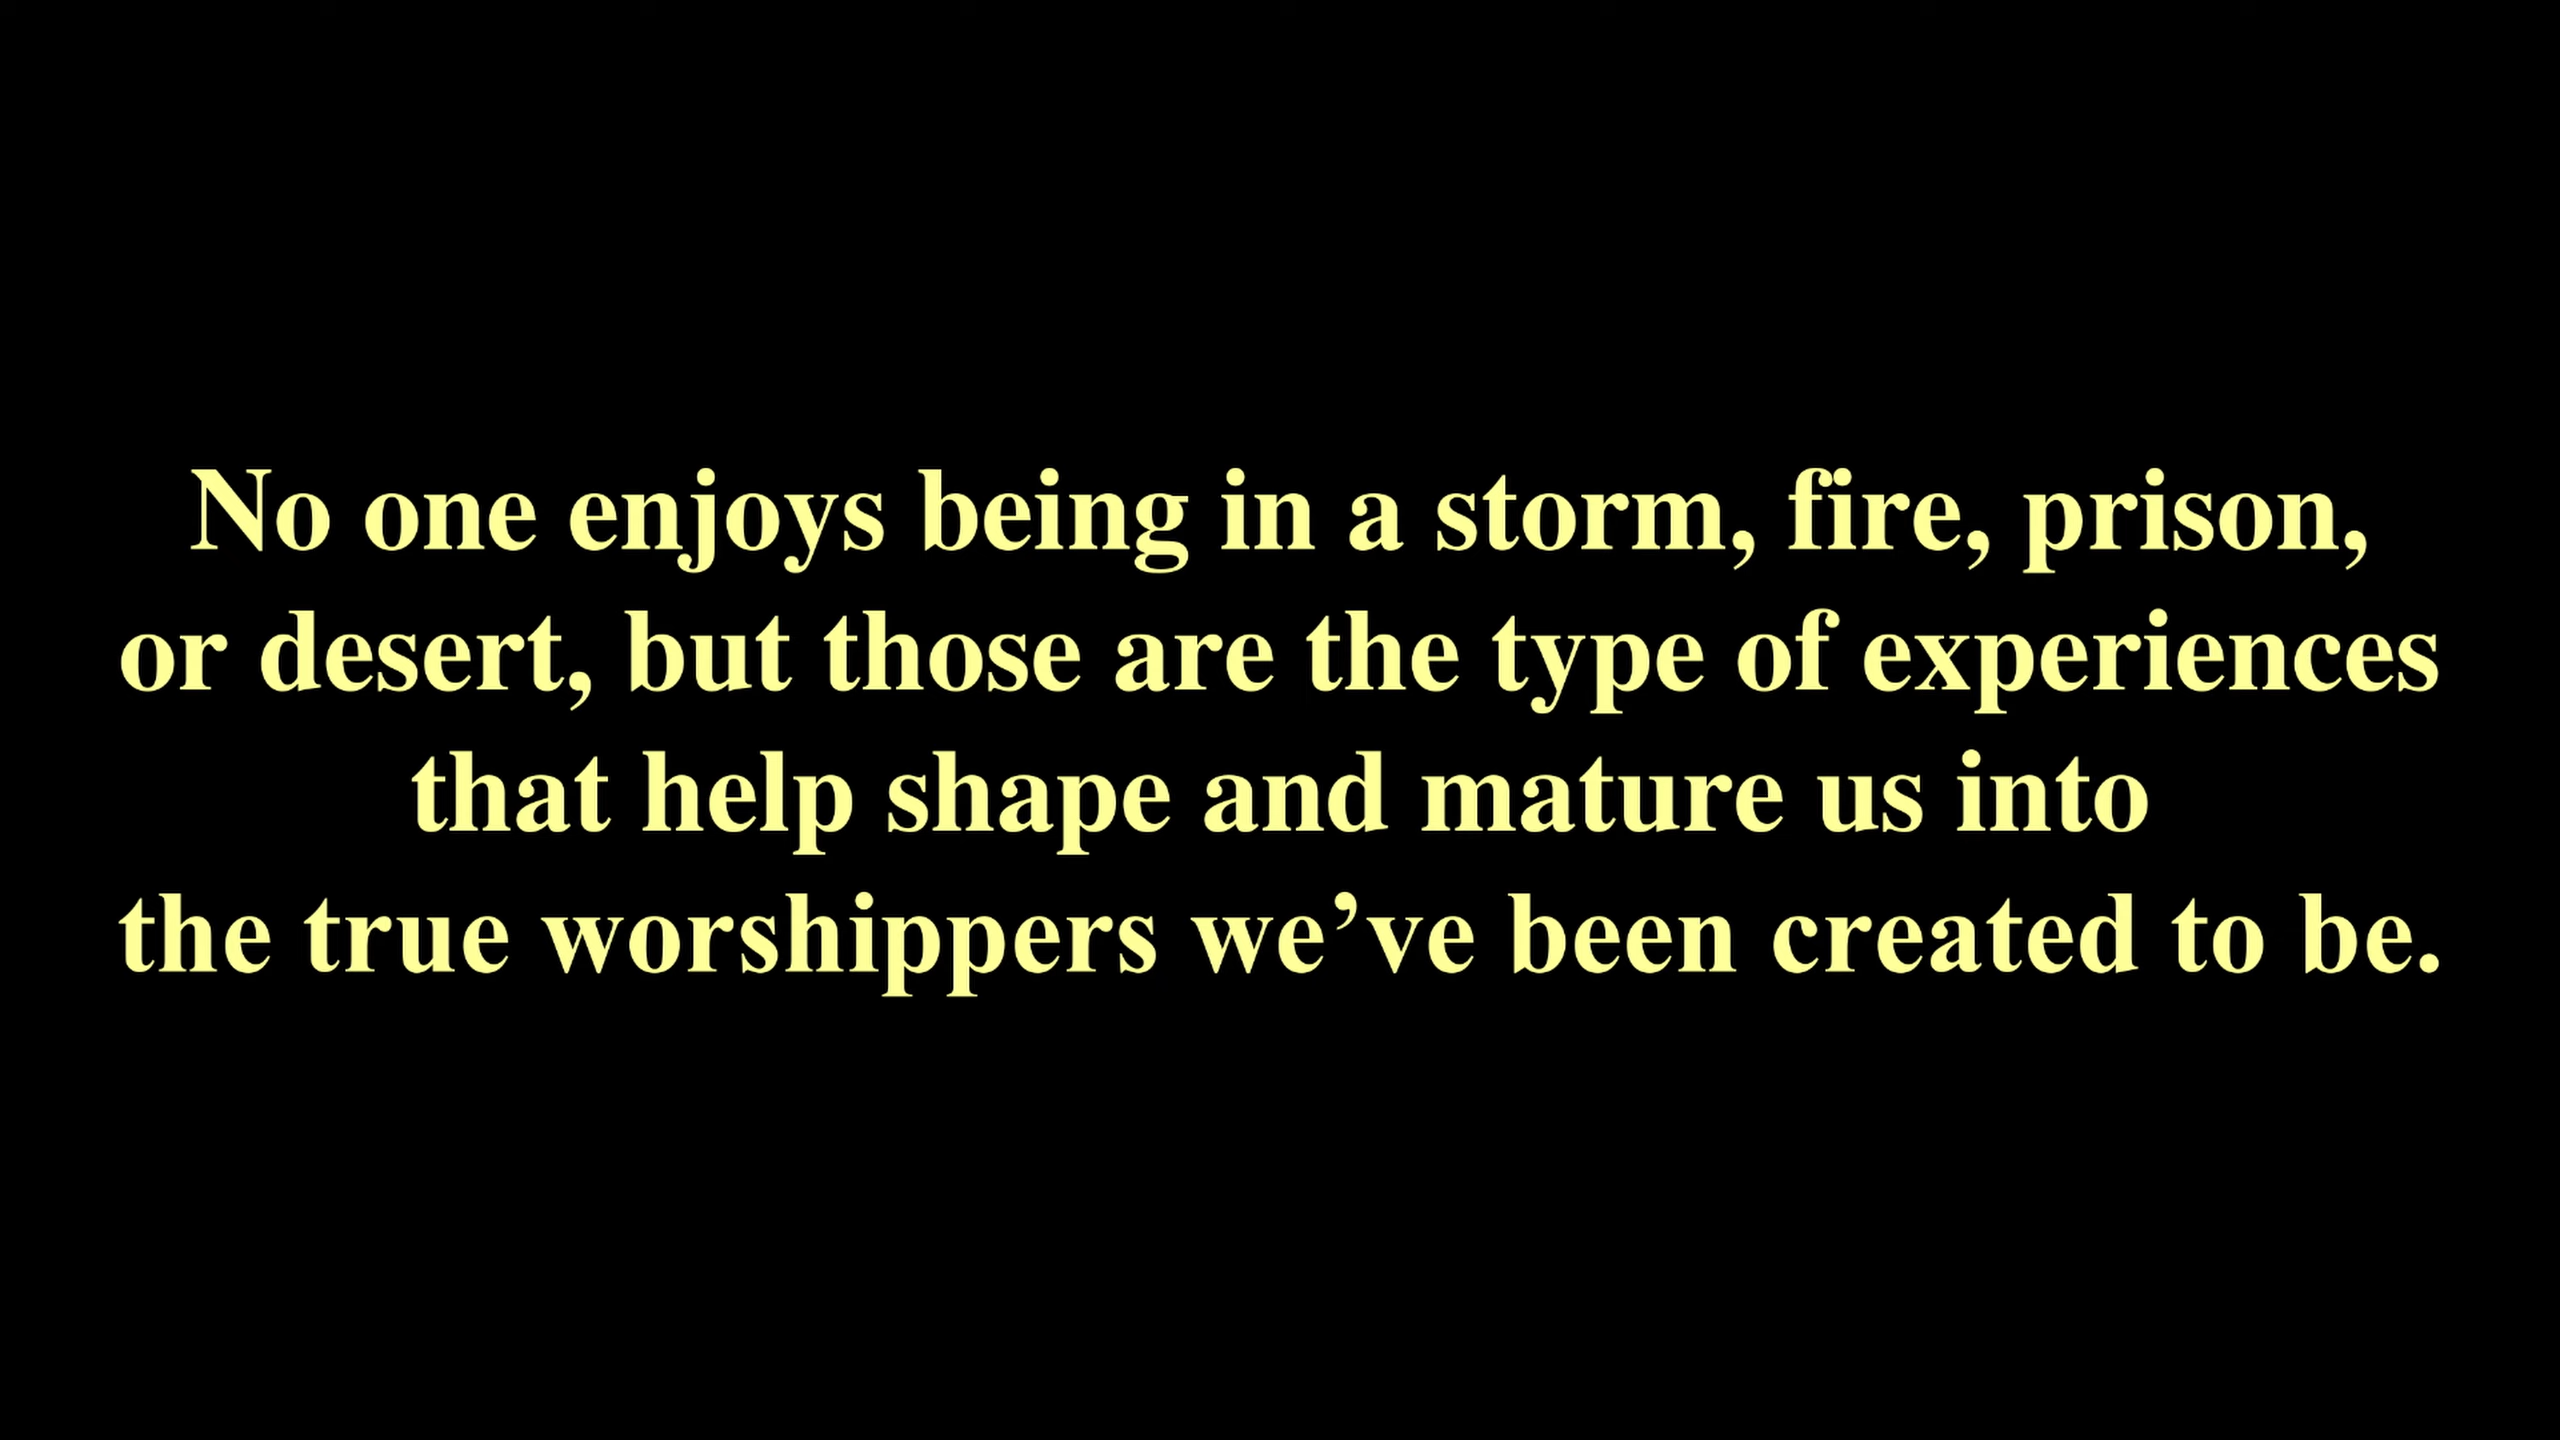 No one enjoys being in a storm, fire, prison,
or desert, but those are the type of experiences
that help shape and mature us into
the true worshippers we’ve been created to be.